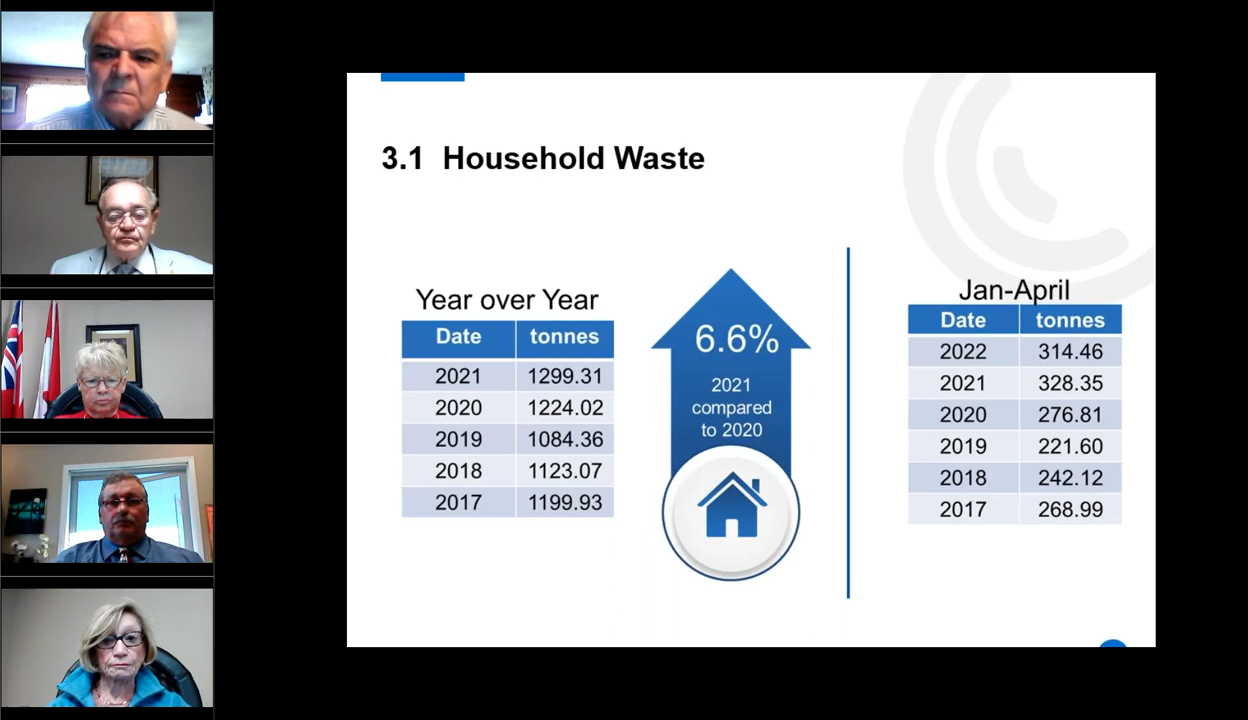 3.1 Household Waste
Year over Year
Date tonnes
2021 1299.31
2020 1224.02
2019 1084.36
2018 1123.07
2017 1199.93
6.6%
2021
compared
to 2020
Jan-April
Date tonnes
2022 314.46
2021 328.35
2020 276.81
2019 221.60
2018 242.12
2017 268.99